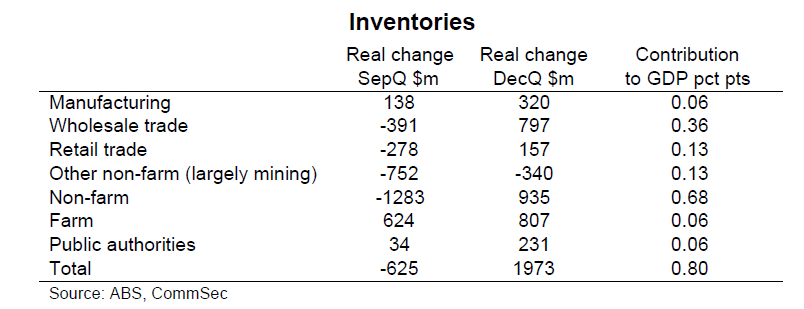 Inventories
Real change Real change Contribution
SepQ $m DecQ $m to GDP pct pts
Manufacturing 138 320 0.06
Wholesale trade -391 797 0.36
Retail trade -278 157 0.13
Other non-farm (largely mining) -752 -340 0.13
Non-farm -1283 935 0.68
Farm 624 807 0.06
Public authorities 34 231 0.06
Total -625 1973 0.80
Source: ABS, CommSec